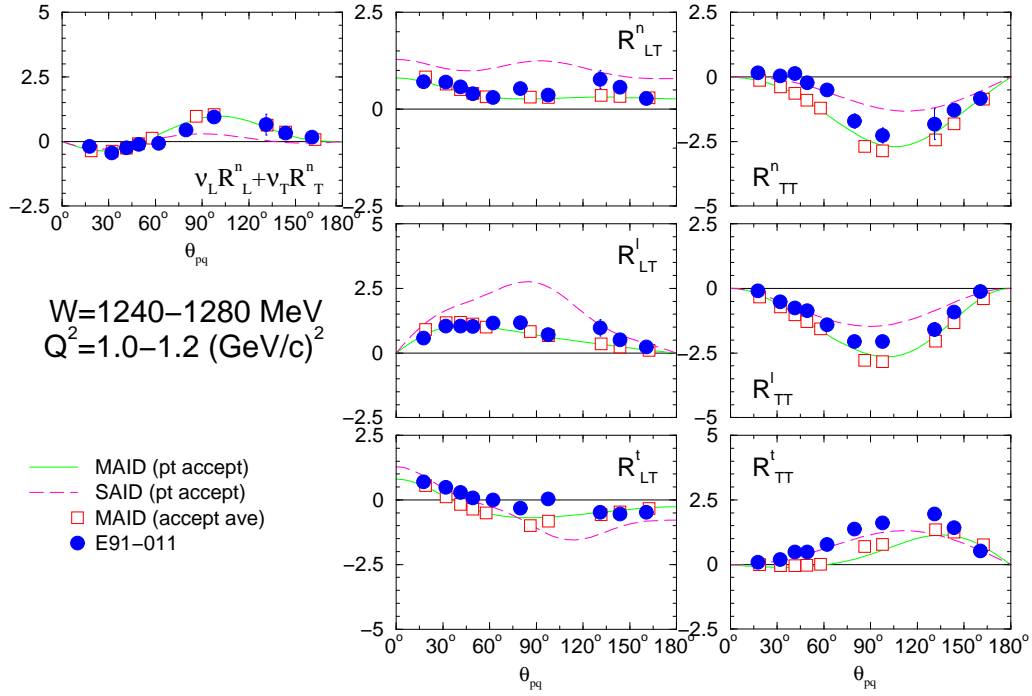 5
2.5
0
−2.5
0° 30° 60° 90° 120° 150° 180°
θpq
νLRⁿL+νTRⁿT
5
2.5
0
−2.5
RⁿLT
2.5
0
−2.5
−5
RⁿTT
5
2.5
0
−2.5
RˡLT
2.5
0
−2.5
−5
RˡTT
W=1240−1280 MeV
Q²=1.0−1.2 (GeV/c)²
MAID (pt accept)
SAID (pt accept)
MAID (accept ave)
E91−011
2.5
0
−2.5
−5
0° 30° 60° 90° 120° 150° 180°
θpq
RᵗLT
5
2.5
0
−2.5
0° 30° 60° 90° 120° 150° 180°
θpq
RᵗTT